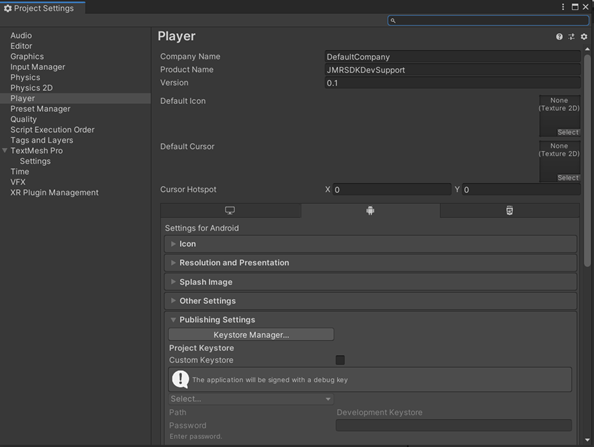 Project Settings
Audio
Editor
Graphics
Input Manager
Physics
Physics 2D
Player
Preset Manager
Quality
Script Execution Order
Tags and Layers
TextMesh Pro
Settings
Time
VFX
XR Plugin Management
Player
Company Name DefaultCompany
Product Name JMRSDKDevSupport
Version 0.1
Default Icon None
(Texture 2D)
Select
Default Cursor None
(Texture 2D)
Select
Cursor Hotspot X 0 Y 0
Settings for Android
Icon
Resolution and Presentation
Splash Image
Other Settings
Publishing Settings
Keystore Manager...
Project Keystore
Custom Keystore
The application will be signed with a debug key
Select...
Path Development Keystore
Password
Enter password.